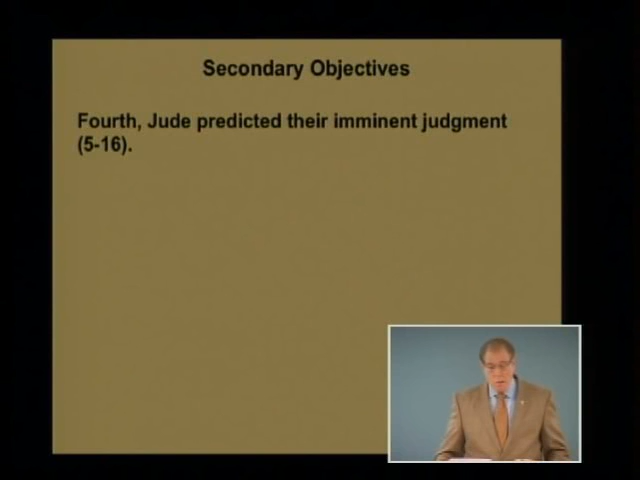 Secondary Objectives
Fourth, Jude predicted their imminent judgment
(5-16).